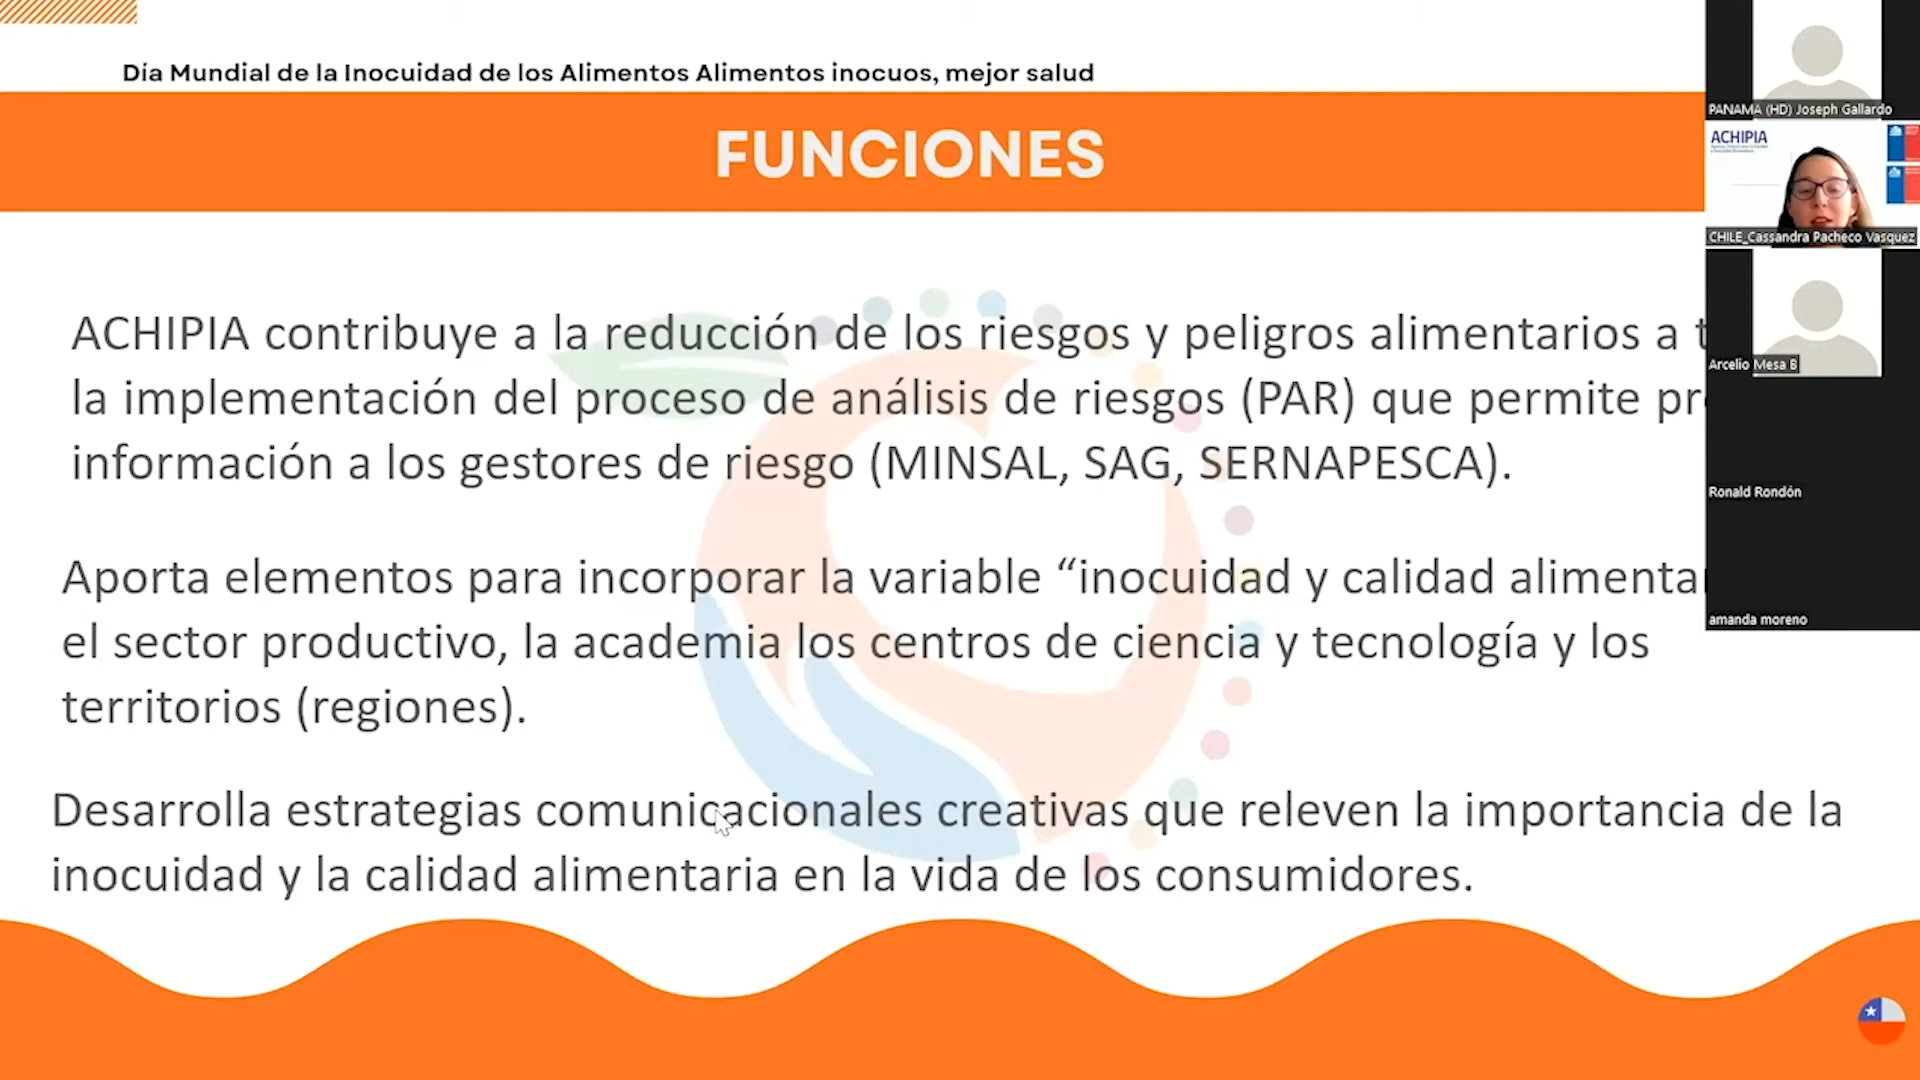 Día Mundial de la Inocuidad de los Alimentos Alimentos inocuos, mejor salud
FUNCIONES
ACHIPIA contribuye a la reducción de los riesgos y peligros alimentarios a
la implementación del proceso de análisis de riesgos (PAR) que permite
información a los gestores de riesgo (MINSAL, SAG, SERNAPESCA).
Aporta elementos para incorporar la variable “inocuidad y calidad
el sector productivo, la academia los centros de ciencia y tecnología y los
territorios (regiones).
Desarrolla estrategias comunicacionales creativas que releven la importancia de la
inocuidad y la calidad alimentaria en la vida de los consumidores.
PANAMA (HD) Joseph Gallardo
ACHIPIA
CHILE_Cassandra Pacheco Vasquez
Arcelio Mesa B
Ronald Rondón
amanda moreno